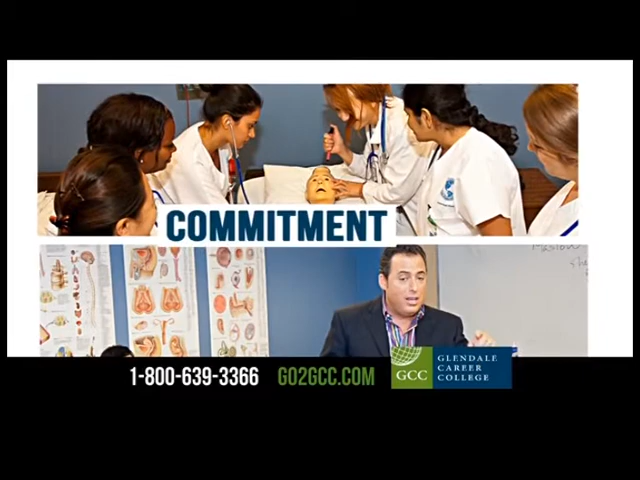 COMMITMENT
1-800-639-3366
GO2GCC.COM
GCC
GLENDALE
CAREER
COLLEGE